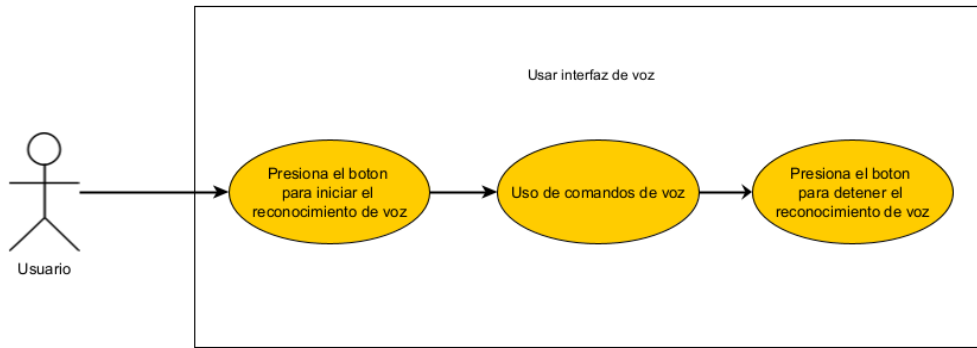 Usar interfaz de voz
Presiona el boton
para iniciar el
reconocimiento de voz
Uso de comandos de voz
Presiona el boton
para detener el
reconocimiento de voz
Usuario